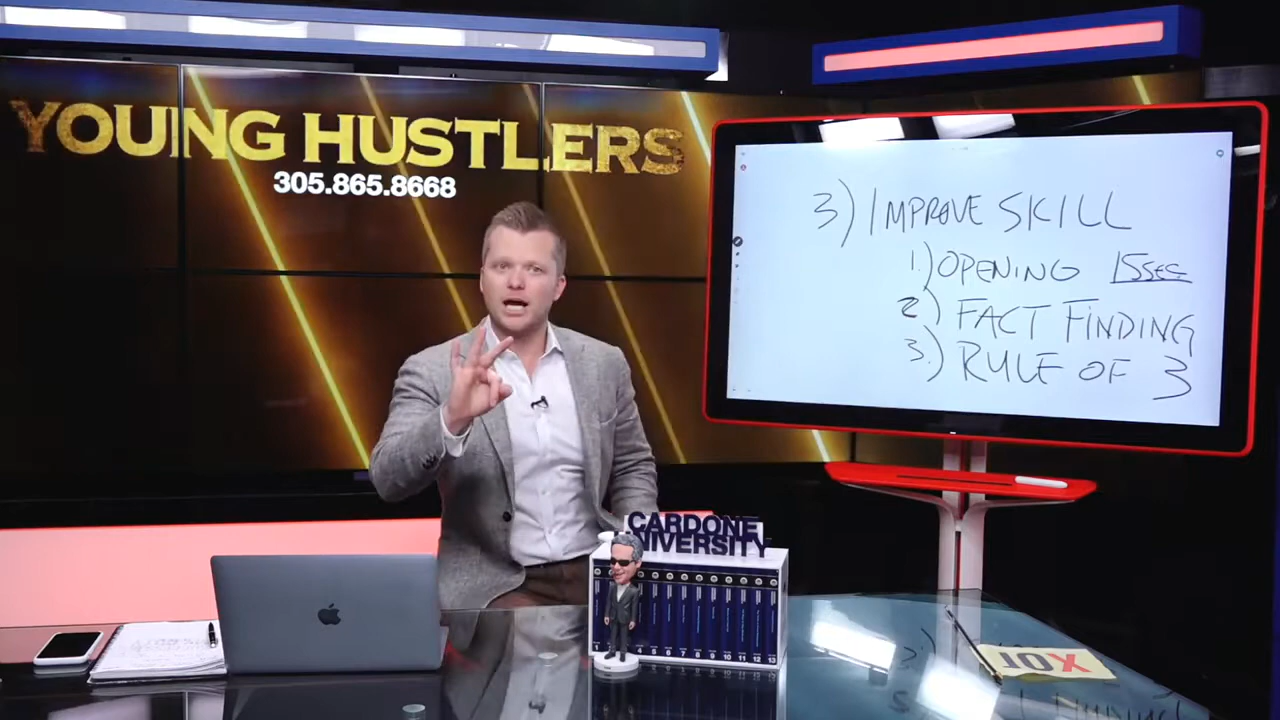 YOUNG HUSTLERS
305.865.8668
3) IMPROVE SKILL
1.) OPENING 15SEC
2) FACT FINDING
3.) RULE OF 3
CARDONE
UNIVERSITY
10X